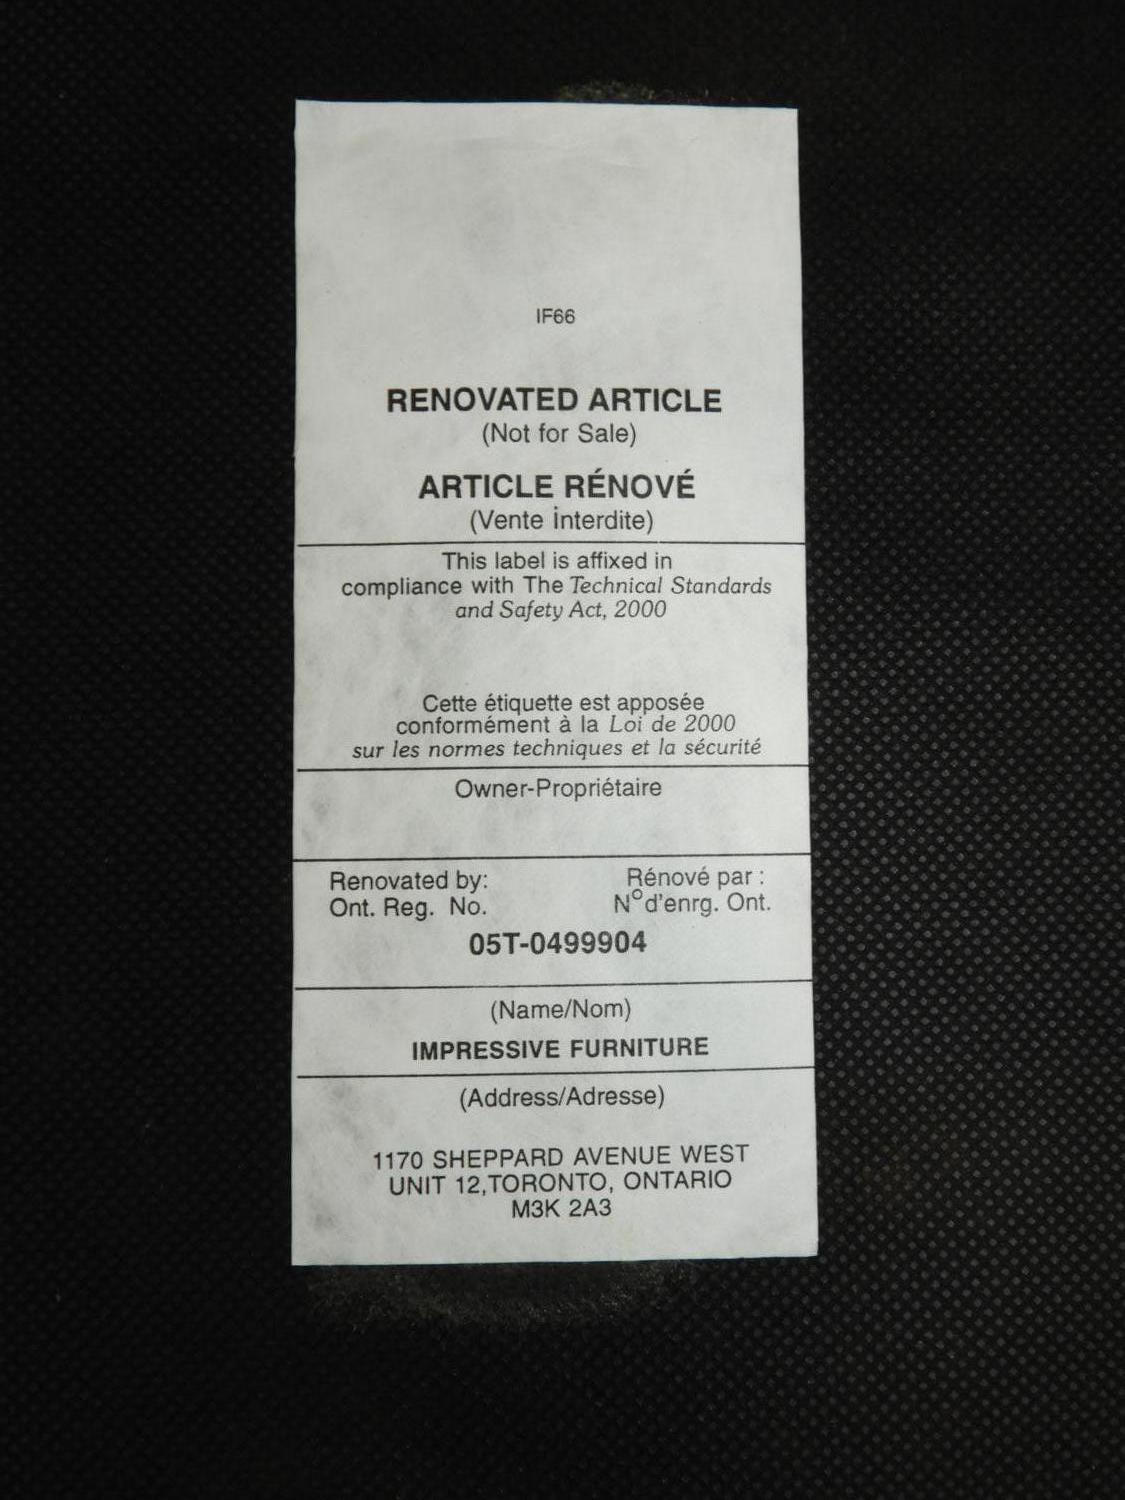 IF66
RENOVATED ARTICLE
(Not for Sale)
ARTICLE RÉNOVÉ
(Vente interdite)
This label is affixed in
compliance with The Technical Standards
and Safety Act, 2000
Cette étiquette est apposée
conformément à la Loi de 2000
sur les normes techniques et la sécurité
Owner-Propriétaire
Renovated by: Rénové par :
Ont. Reg. No. N° d'enrg. Ont.
05T-0499904
(Name/Nom)
IMPRESSIVE FURNITURE
(Address/Adresse)
1170 SHEPPARD AVENUE WEST
UNIT 12,TORONTO, ONTARIO
M3K 2A3